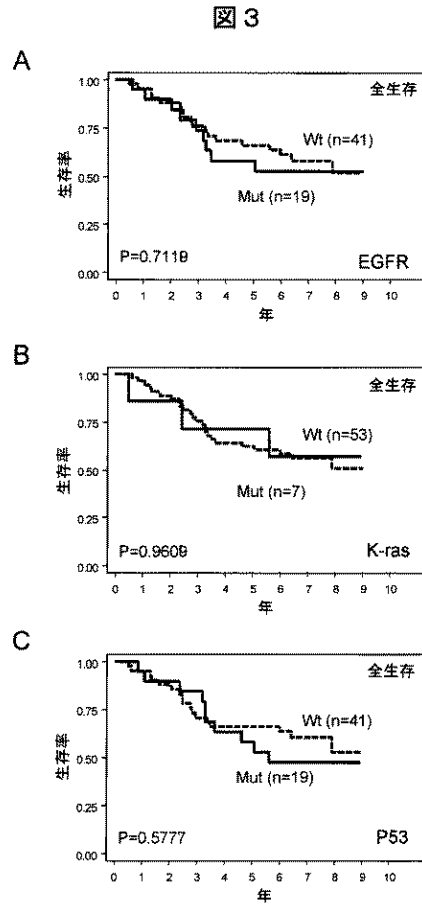 図 3
A
1.00
0.75
0.50
0.25
0.00
生存率
全生存
Wt (n=41)
Mut (n=19)
P=0.7119
EGFR
0 1 2 3 4 5 6 7 8 9 10
年
B
1.00
0.75
0.50
0.25
0.00
生存率
全生存
Wt (n=53)
Mut (n=7)
P=0.9609
K-ras
0 1 2 3 4 5 6 7 8 9 10
年
C
1.00
0.75
0.50
0.25
0.00
生存率
全生存
Wt (n=41)
Mut (n=19)
P=0.5777
P53
0 1 2 3 4 5 6 7 8 9 10
年